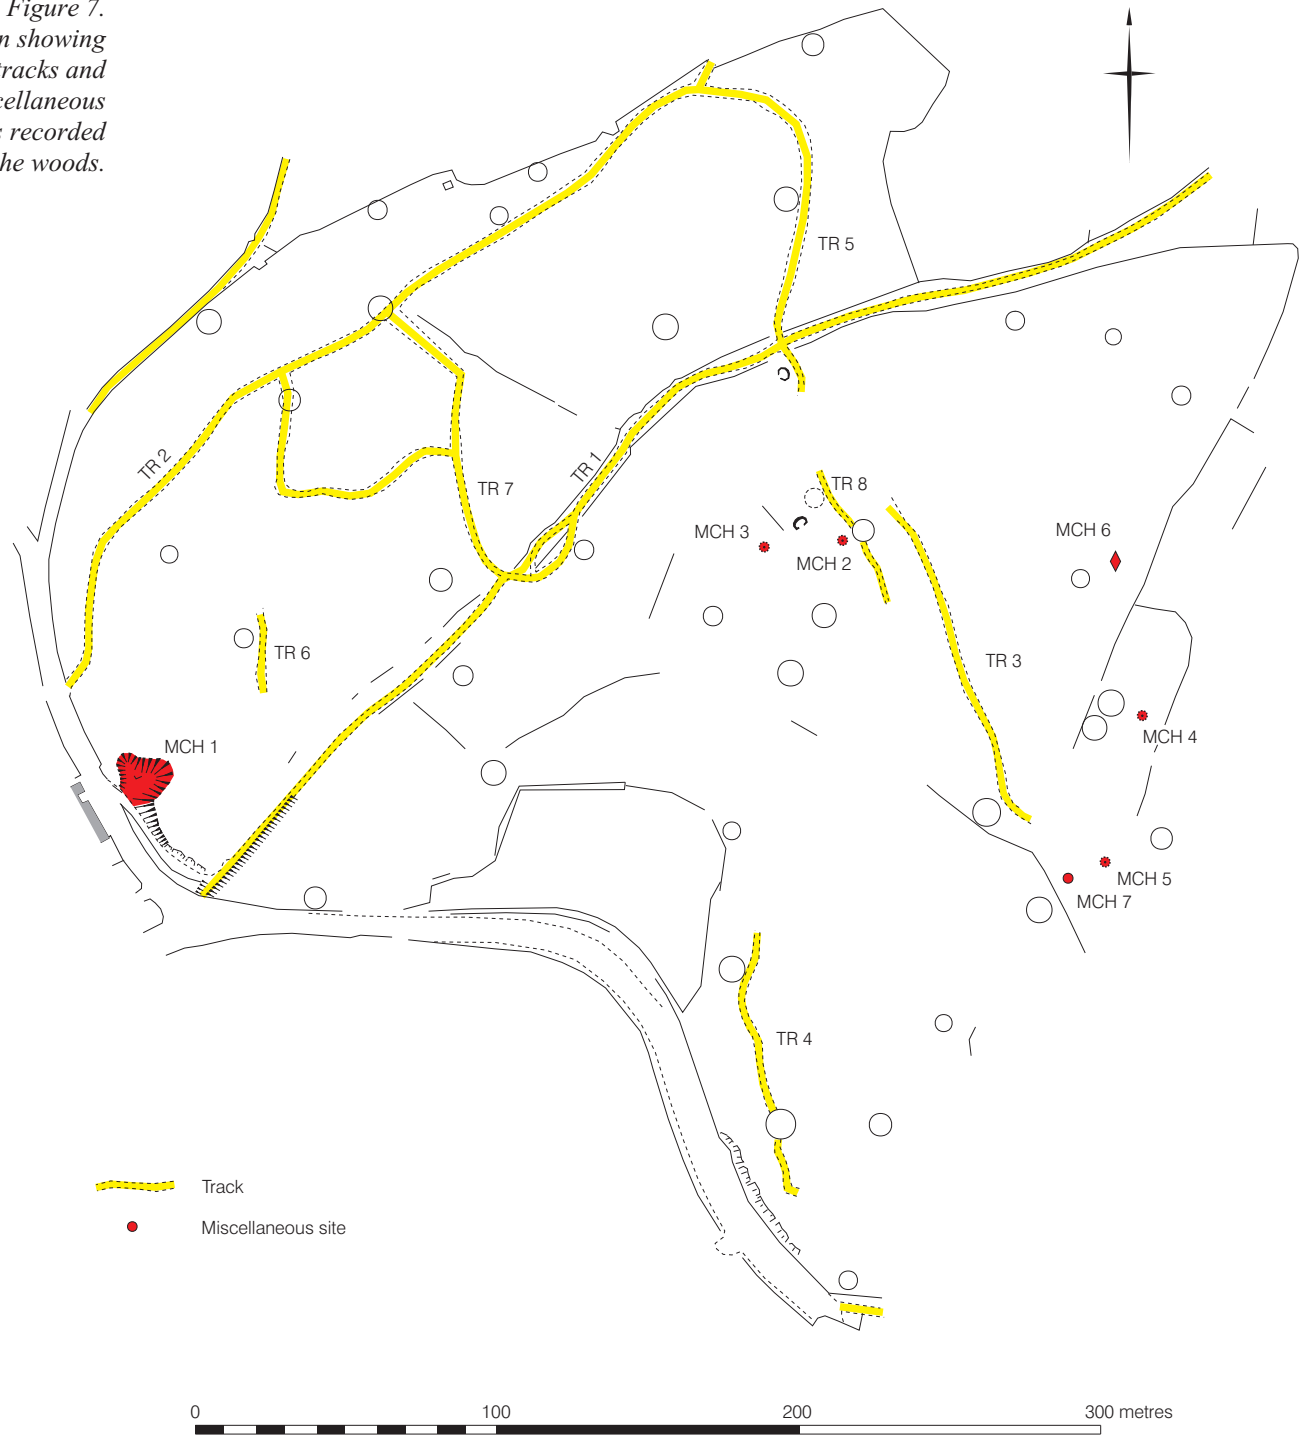 Figure 7.
showing
tracks and
cellaneous
recorded
he woods.
TR 5
TR 2
TR 1
TR 7
TR 8
MCH 3
MCH 2
MCH 6
TR 6
TR 3
MCH 1
MCH 4
MCH 5
MCH 7
TR 4
Track
Miscellaneous site
0 100 200 300 metres